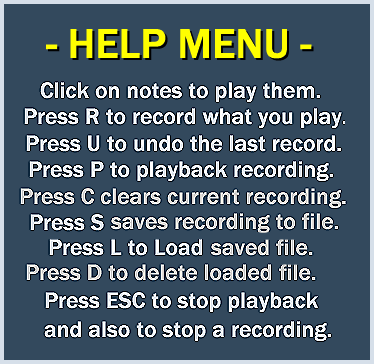 - HELP MENU -
Click on notes to play them.
Press R to record what you play.
Press U to undo the last record.
Press P to playback recording.
Press C clears current recording.
Press S saves recording to file.
Press L to Load saved file.
Press D to delete loaded file.
Press ESC to stop playback
and also to stop a recording.